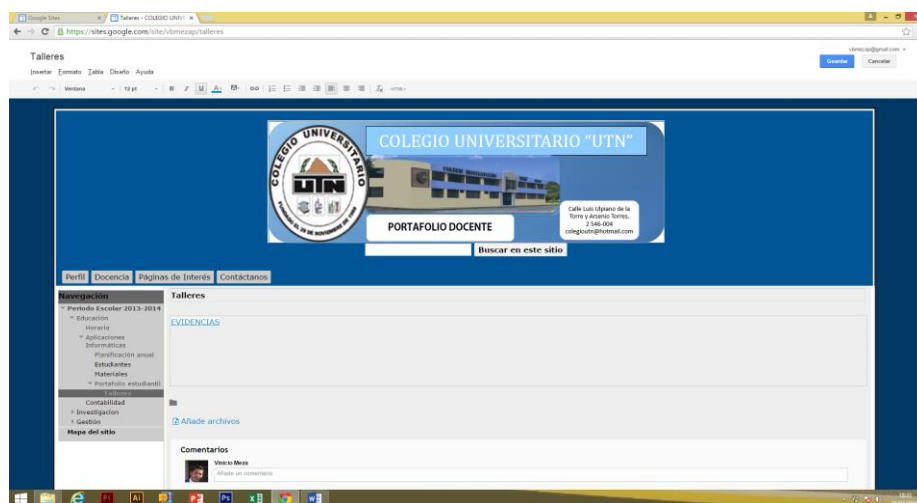 Google Sites
Talleres - COLEGIO UNIVE
https://sites.google.com/site/vbmezap/talleres
Talleres
vbmezap@gmail.com
Guardar Cancelar
Insertar Formato Tabla Diseño Ayuda
Verdana 12 pt
COLEGIO UNIVERSITARIO
UTN
COLEGIO UNIVERSITARIO "UTN"
Calle Luis Ulpiano de la
Torre y Arsenio Torres.
2 546-004
colegioutn@hotmail.com
PORTAFOLIO DOCENTE
Buscar en este sitio
Perfil Docencia Páginas de Interés Contáctanos
Navegación
Periodo Escolar 2013-2014
Educación
Horario
Aplicaciones
Informáticas
Planificación anual
Estudiantes
Materiales
Portafolio estudiantil
Talleres
Contabilidad
Investigacion
Gestión
Mapa del sitio
Talleres
EVIDENCIAS
Añade archivos
Comentarios
Vinicio Meza
Añade un comentario